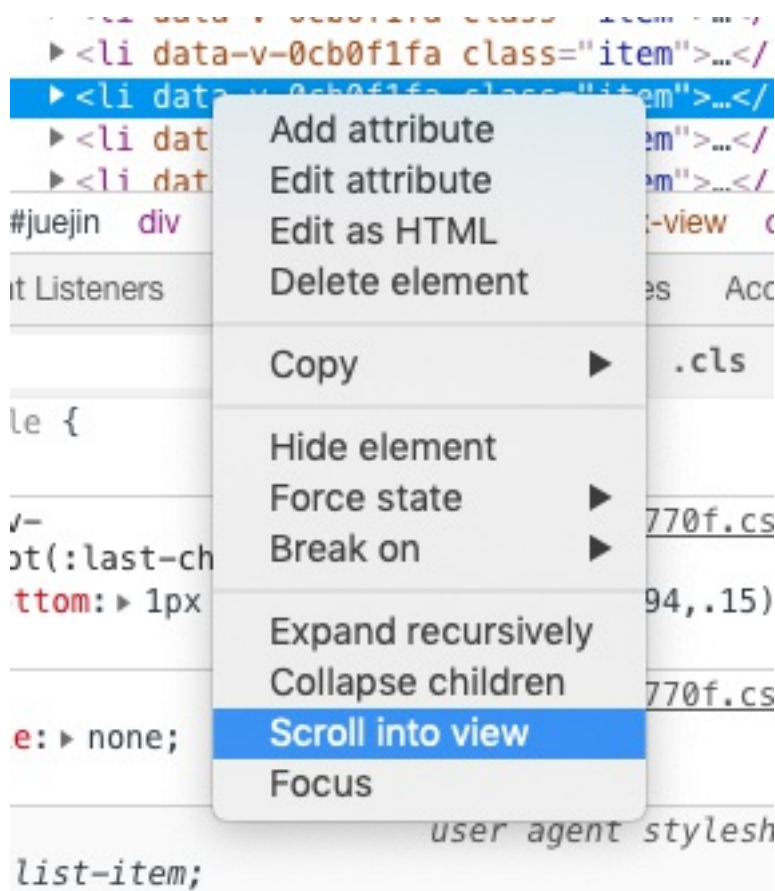 ▶<li data-v-0cb0f1fa class="item">…</
▶<li data-v-0cb0f1fa class="item">…</
▶<li dat
em">…</
▶<li dat
em">…</
#juejin div
-view
Listeners
es
Acc
Add attribute
Edit attribute
Edit as HTML
Delete element
Copy ▶
.cls
le {
Hide element
Force state ▶
Break on ▶
770f.cs
ot(:last-ch
ttom: ▶ 1px
94,.15)
Expand recursively
Collapse children
770f.cs
Scroll into view
e: ▶ none;
Focus
user agent stylesh
list-item;